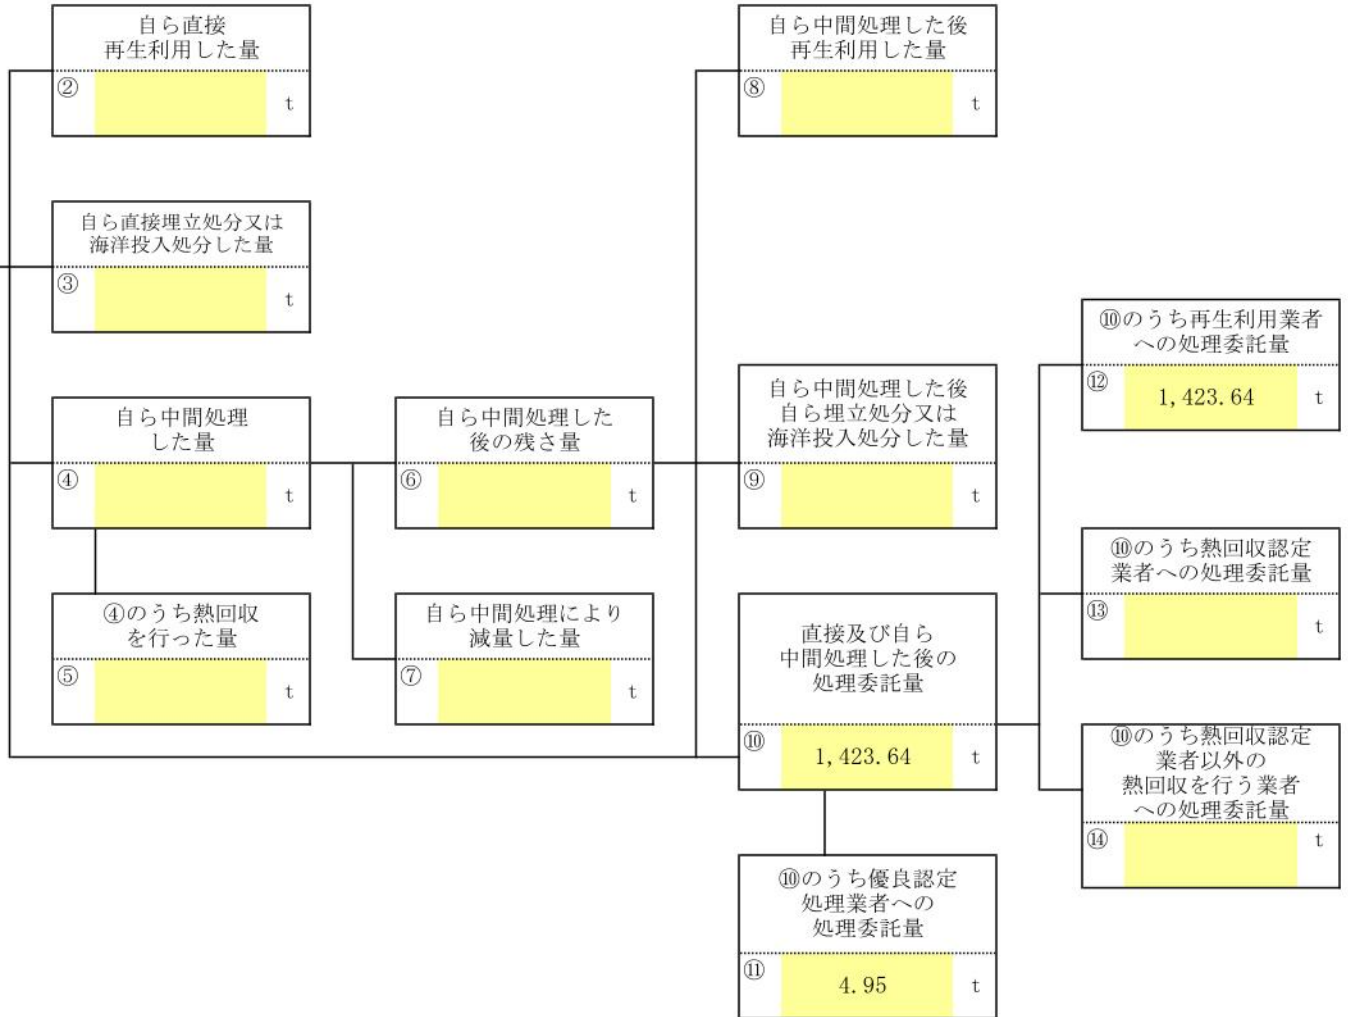 自ら直接
再生利用した量
②
t
自ら中間処理した後
再生利用した量
⑧
t
自ら直接埋立処分又は
海洋投入処分した量
③
t
⑩のうち再生利用業者
への処理委託量
⑫
1,423.64
t
自ら中間処理
した量
④
t
自ら中間処理した
後の残さ量
⑥
t
自ら中間処理した後
自ら埋立処分又は
海洋投入処分した量
⑨
t
⑩のうち熱回収認定
業者への処理委託量
⑬
t
④のうち熱回収
を行った量
⑤
t
自ら中間処理により
減量した量
⑦
t
直接及び自ら
中間処理した後の
処理委託量
⑩
1,423.64
t
⑩のうち熱回収認定
業者以外の
熱回収を行う業者
への処理委託量
⑭
t
⑩のうち優良認定
処理業者への
処理委託量
⑪
4.95
t